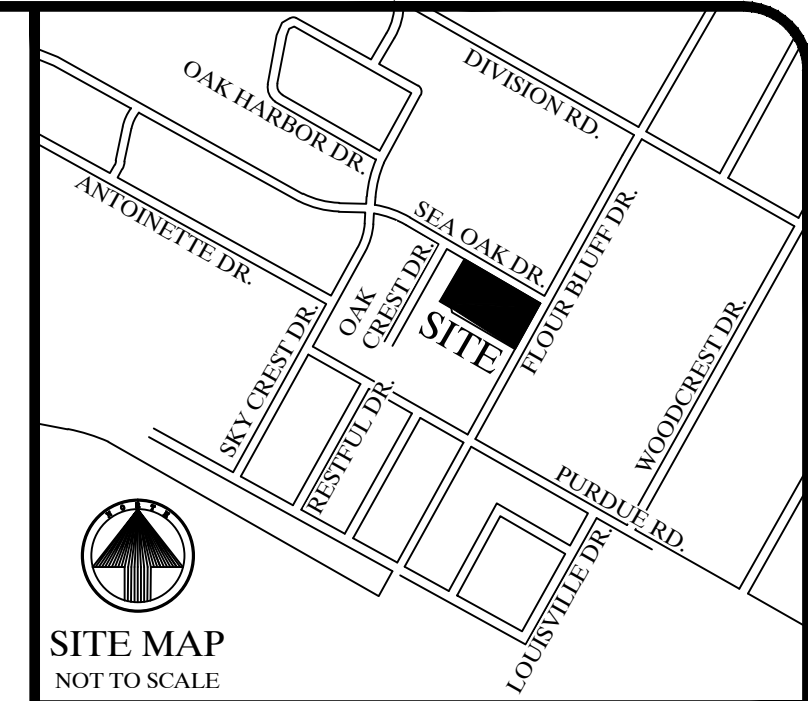 DIVISION RD.
OAK HARBOR DR.
ANTOINETTE DR.
SEA OAK DR.
FLOUR BLUFF DR.
OAK
CREST DR.
SITE
SKY CREST DR.
WOODCREST DR.
RESTFUL DR.
PURDUE RD.
LOUISVILLE DR.
NORTH
SITE MAP
NOT TO SCALE